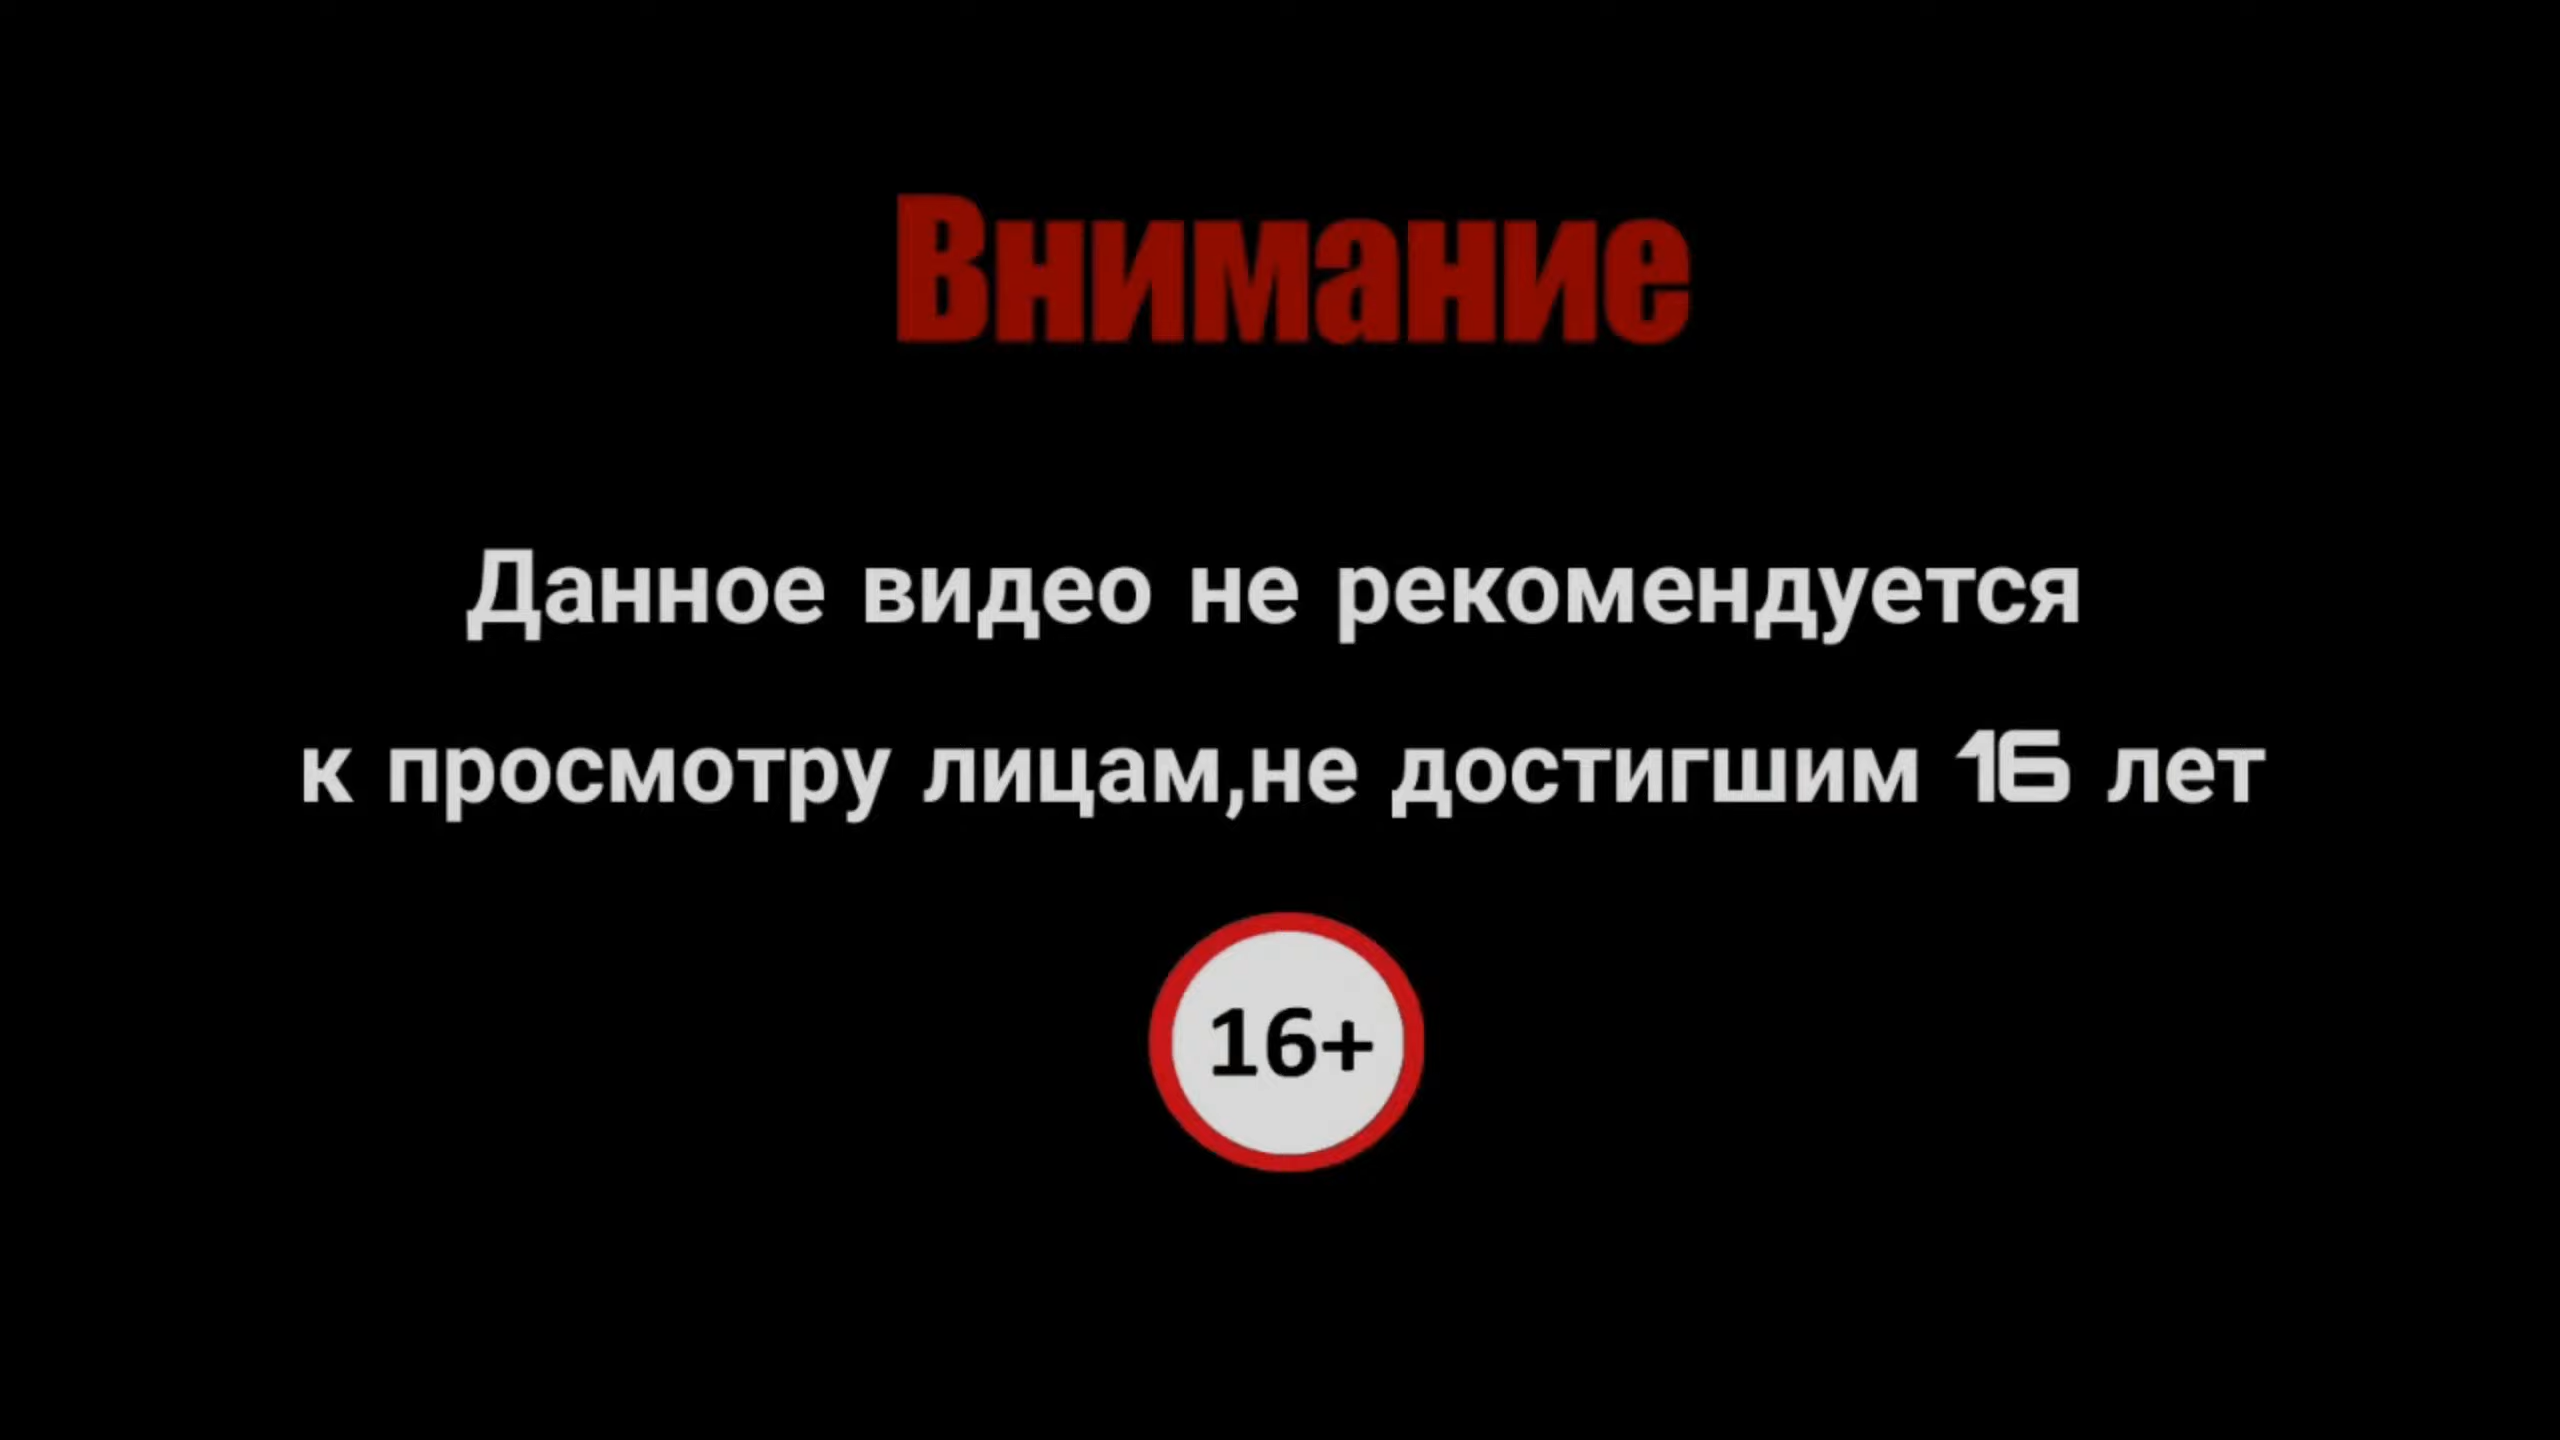 Внимание
Данное видео не рекомендуется
к просмотру лицам,не достигшим 16 лет
16+